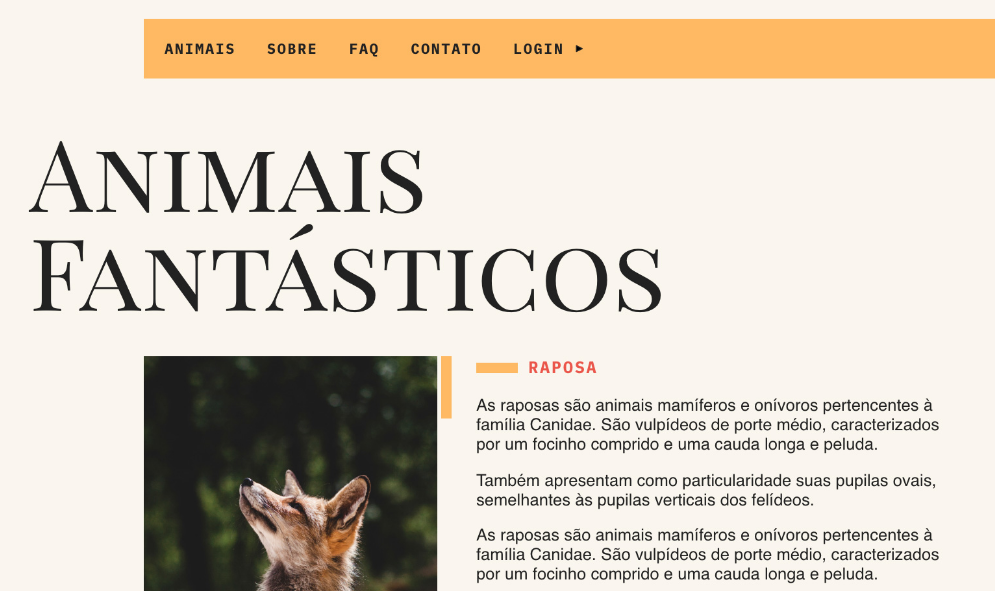 ANIMAIS SOBRE FAQ CONTATO LOGIN ▸
ANIMAIS
FANTÁSTICOS
RAPOSA
As raposas são animais mamíferos e onívoros pertencentes à
família Canidae. São vulpídeos de porte médio, caracterizados
por um focinho comprido e uma cauda longa e peluda.
Também apresentam como particularidade suas pupilas ovais,
semelhantes às pupilas verticais dos felídeos.
As raposas são animais mamíferos e onívoros pertencentes à
família Canidae. São vulpídeos de porte médio, caracterizados
por um focinho comprido e uma cauda longa e peluda.